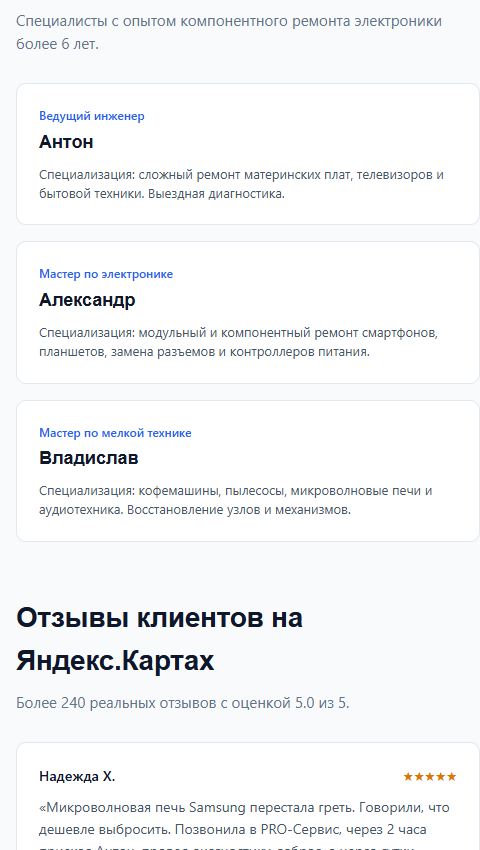 Специалисты с опытом компонентного ремонта электроники
более 6 лет.
Ведущий инженер
Антон
Специализация: сложный ремонт материнских плат, телевизоров и
бытовой техники. Выездная диагностика.
Мастер по электронике
Александр
Специализация: модульный и компонентный ремонт смартфонов,
планшетов, замена разъемов и контроллеров питания.
Мастер по мелкой технике
Владислав
Специализация: кофемашины, пылесосы, микроволновые печи и
аудиотехника. Восстановление узлов и механизмов.
Отзывы клиентов на
Яндекс.Картах
Более 240 реальных отзывов с оценкой 5.0 из 5.
Надежда Х. ★★★★★
«Микроволновая печь Samsung перестала греть. Говорили, что
дешевле выбросить. Позвонила в PRO-Сервис, через 2 часа